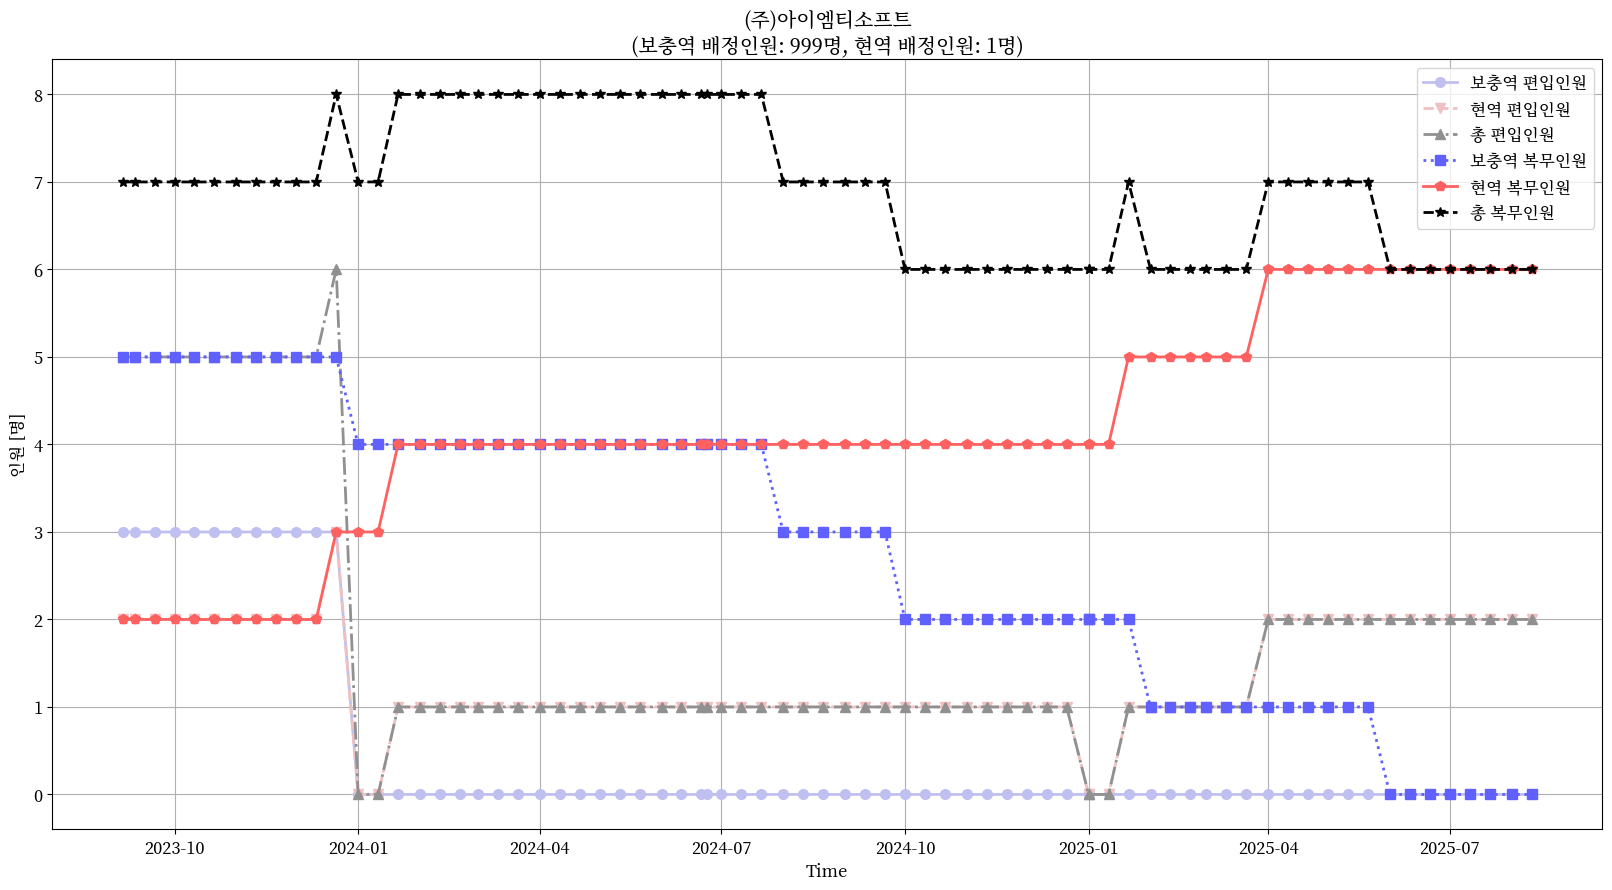 (주)아이엠티소프트
(보충역 배정인원: 999명, 현역 배정인원: 1명)
보충역 편입인원
현역 편입인원
총 편입인원
보충역 복무인원
현역 복무인원
총 복무인원
인원 [명]
8
7
6
5
4
3
2
1
0
2023-10 2024-01 2024-04 2024-07 2024-10 2025-01 2025-04 2025-07
Time